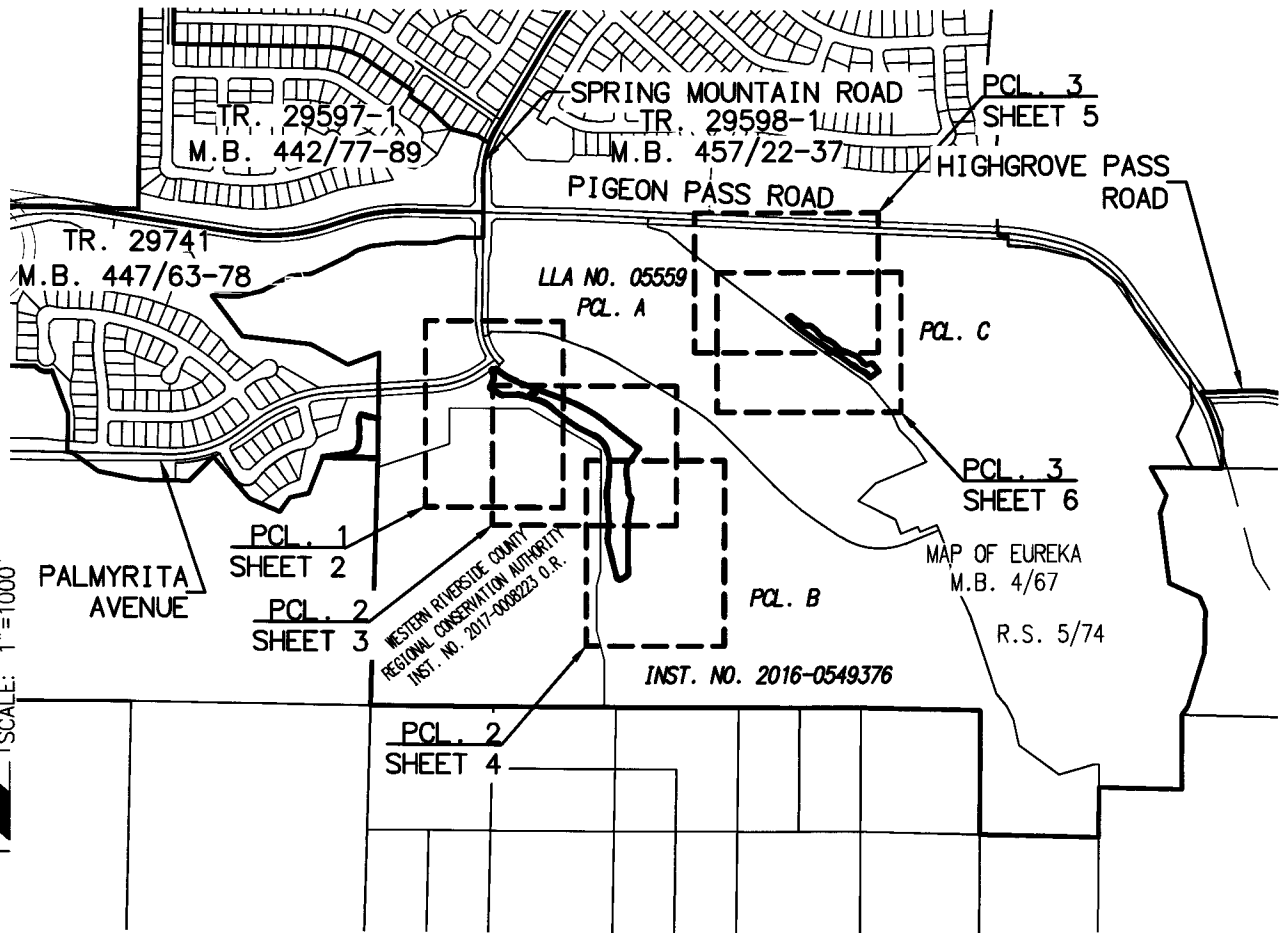 SPRING MOUNTAIN ROAD
TR. 29597-1
M.B. 442/77-89
TR. 29598-1
M.B. 457/22-37
PCL. 3
SHEET 5
HIGHGROVE PASS
ROAD
PIGEON PASS ROAD
TR. 29741
M.B. 447/63-78
LLA NO. 05559
PCL. A
PCL. C
PCL. 1
SHEET 2
PALMYRITA
AVENUE
PCL. 2
SHEET 3
WESTERN RIVERSIDE COUNTY
REGIONAL CONSERVATION AUTHORITY
INST. NO. 2017-0008223 O.R.
PCL. 3
SHEET 6
MAP OF EUREKA
M.B. 4/67
R.S. 5/74
PCL. B
INST. NO. 2016-0549376
PCL. 2
SHEET 4
SCALE: 1"=1000'